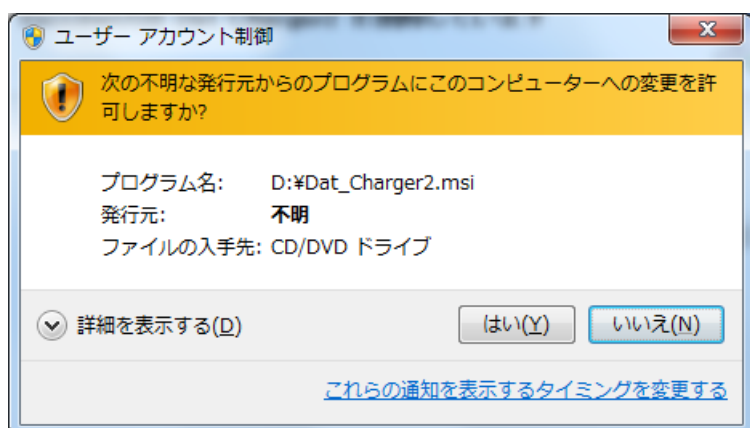 ユーザー アカウント制御
次の不明な発行元からのプログラムにこのコンピューターへの変更を許
可しますか?
プログラム名: D:¥Dat_Charger2.msi
発行元: 不明
ファイルの入手先: CD/DVD ドライブ
詳細を表示する(D)
はい(Y)
いいえ(N)
これらの通知を表示するタイミングを変更する